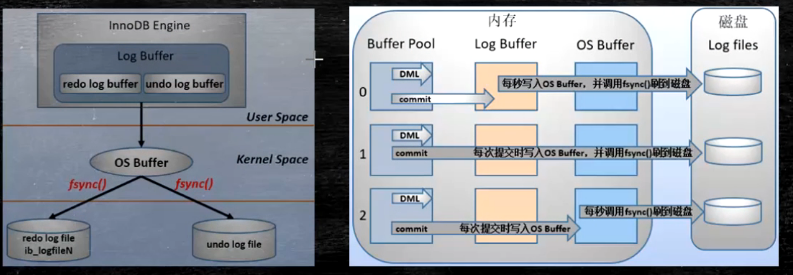 InnoDB Engine
Log Buffer
redo log buffer
undo log buffer
User Space
OS Buffer
Kernel Space
fsync()
fsync()
redo log file
ib_logfileN
undo log file
内存
磁盘
Buffer Pool
Log Buffer
OS Buffer
Log files
0
DML
commit
每秒写入OS Buffer，并调用fsync()刷到磁盘
1
DML
commit
每次提交时写入OS Buffer，并调用fsync()刷到磁盘
2
DML
commit
每次提交时写入OS Buffer
每秒调用fsync()刷到磁盘